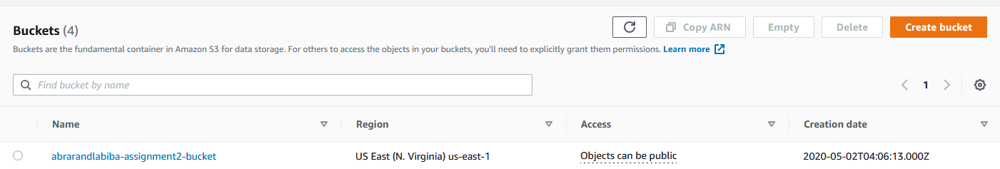 Buckets (4)
Copy ARN
Empty
Delete
Create bucket
Buckets are the fundamental container in Amazon S3 for data storage. For others to access the objects in your buckets, you'll need to explicitly grant them permissions. Learn more
Find bucket by name
1
Name Region Access Creation date
abrarandlabiba-assignment2-bucket US East (N. Virginia) us-east-1 Objects can be public 2020-05-02T04:06:13.000Z